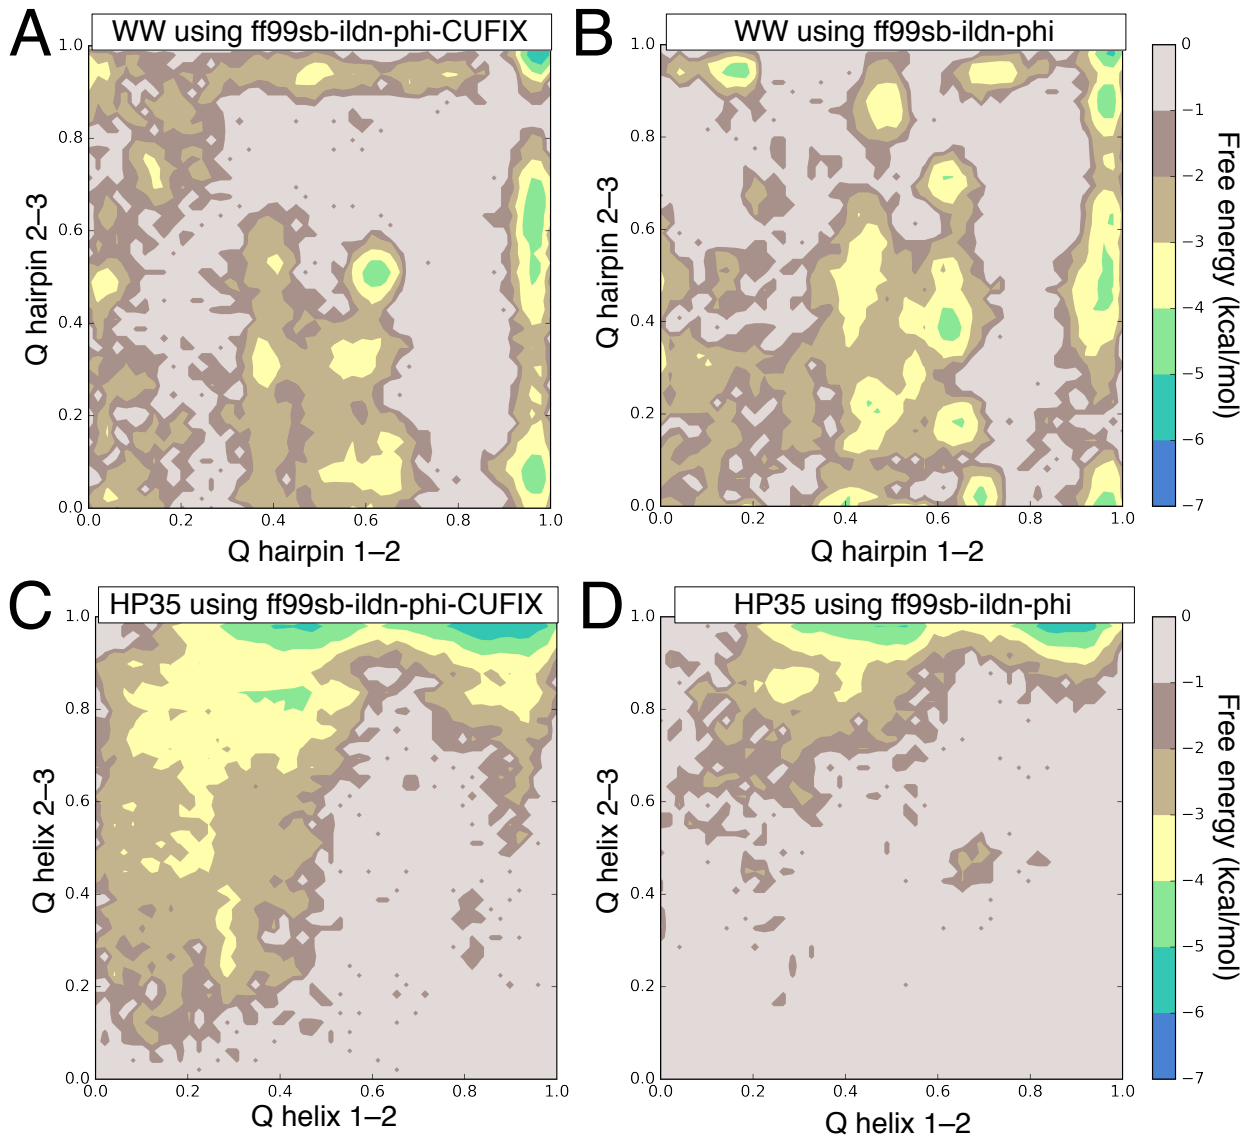 A
WW using ff99sb-ildn-phi-CUFIX
1.0
0.8
0.6
0.4
0.2
0.0
Q hairpin 2–3
0.0 0.2 0.4 0.6 0.8 1.0
Q hairpin 1–2
B
WW using ff99sb-ildn-phi
1.0
0.8
0.6
0.4
0.2
0.0
Q hairpin 2–3
0.0 0.2 0.4 0.6 0.8 1.0
Q hairpin 1–2
0
−1
−2
−3
−4
−5
−6
−7
Free energy (kcal/mol)
C
HP35 using ff99sb-ildn-phi-CUFIX
1.0
0.8
0.6
0.4
0.2
0.0
Q helix 2–3
0.0 0.2 0.4 0.6 0.8 1.0
Q helix 1–2
D
HP35 using ff99sb-ildn-phi
1.0
0.8
0.6
0.4
0.2
0.0
Q helix 2–3
0.0 0.2 0.4 0.6 0.8 1.0
Q helix 1–2
0
−1
−2
−3
−4
−5
−6
−7
Free energy (kcal/mol)